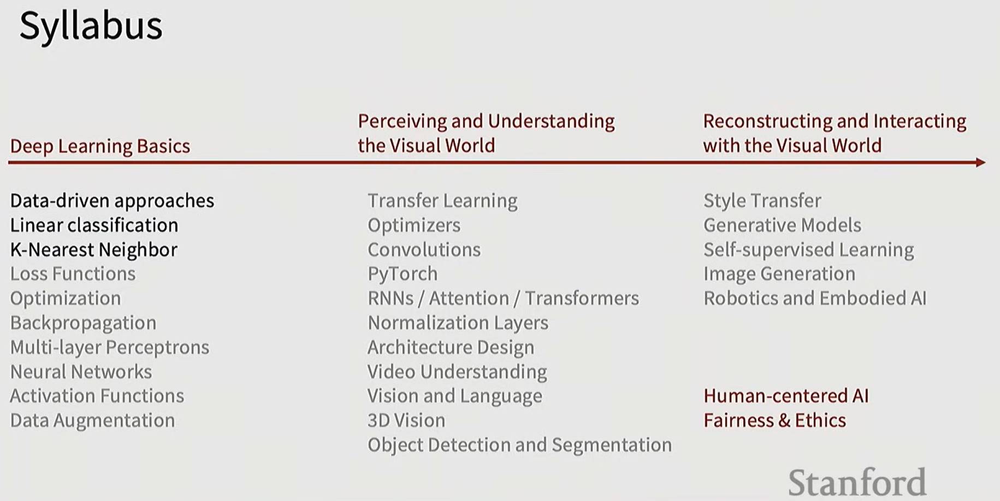 Syllabus
Deep Learning Basics
Data-driven approaches
Linear classification
K-Nearest Neighbor
Loss Functions
Optimization
Backpropagation
Multi-layer Perceptrons
Neural Networks
Activation Functions
Data Augmentation
Perceiving and Understanding
the Visual World
Transfer Learning
Optimizers
Convolutions
PyTorch
RNNs / Attention / Transformers
Normalization Layers
Architecture Design
Video Understanding
Vision and Language
3D Vision
Object Detection and Segmentation
Reconstructing and Interacting
with the Visual World
Style Transfer
Generative Models
Self-supervised Learning
Image Generation
Robotics and Embodied AI
Human-centered AI
Fairness & Ethics
Stanford